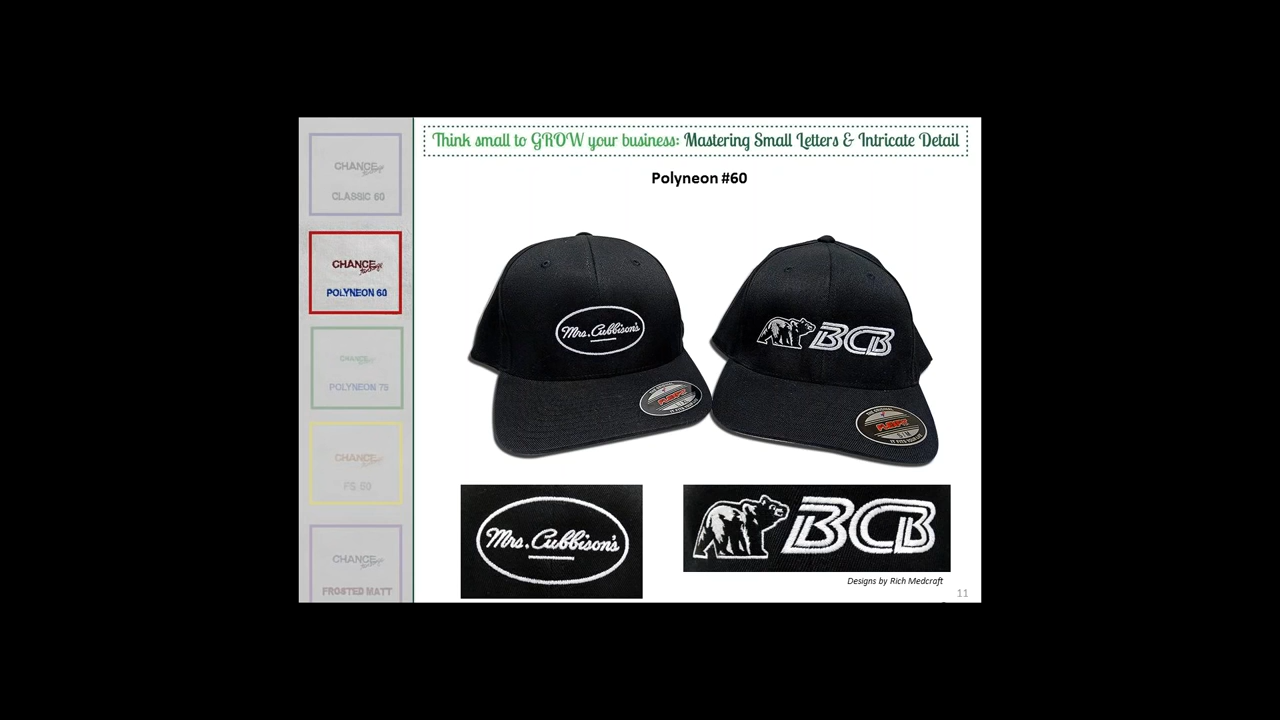 Think small to GROW your business: Mastering Small Letters & Intricate Detail
Polyneon #60
CHANCE
CLASSIC 60
CHANCE
POLYNEON 60
CHANCE
POLYNEON 75
CHANCE
FS 60
CHANCE
FROSTED MATT
Mrs. Cubbison's
BCB
Mrs. Cubbison's
BCB
Designs by Rich Medcraft
11